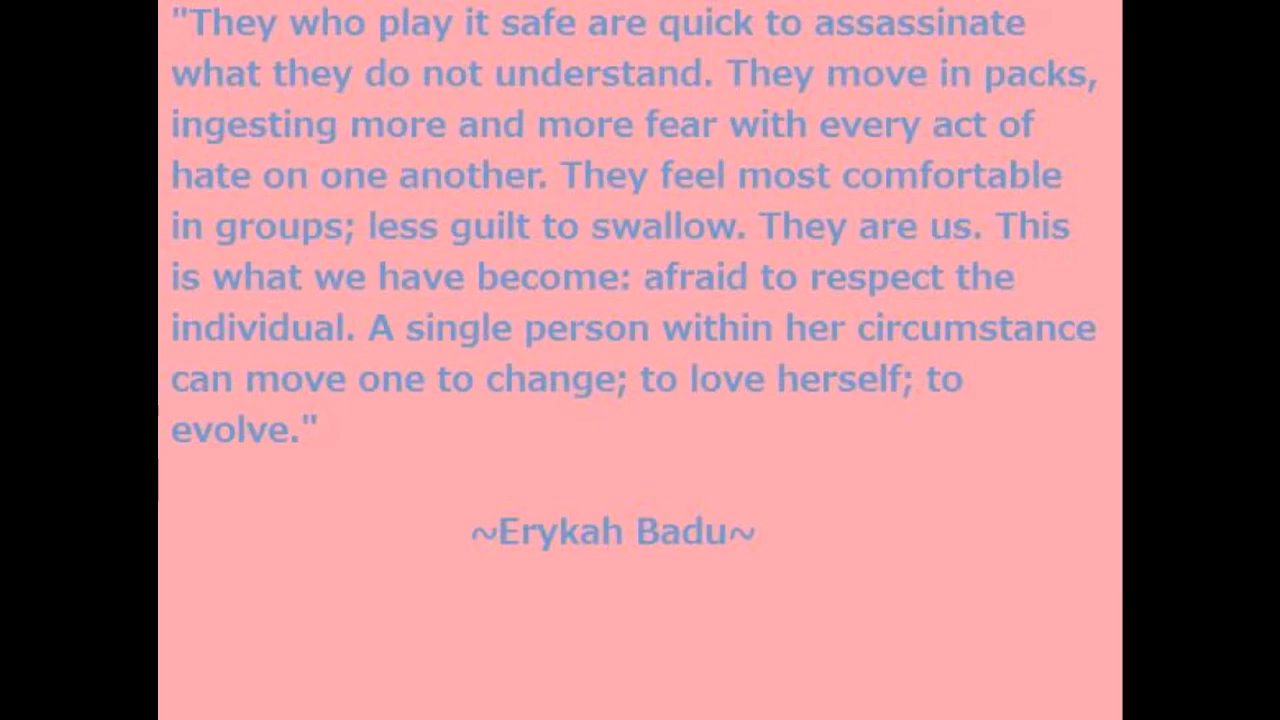 "They who play it safe are quick to assassinate
what they do not understand. They move in packs,
ingesting more and more fear with every act of
hate on one another. They feel most comfortable
in groups; less guilt to swallow. They are us. This
is what we have become: afraid to respect the
individual. A single person within her circumstance
can move one to change; to love herself; to
evolve."
~Erykah Badu~